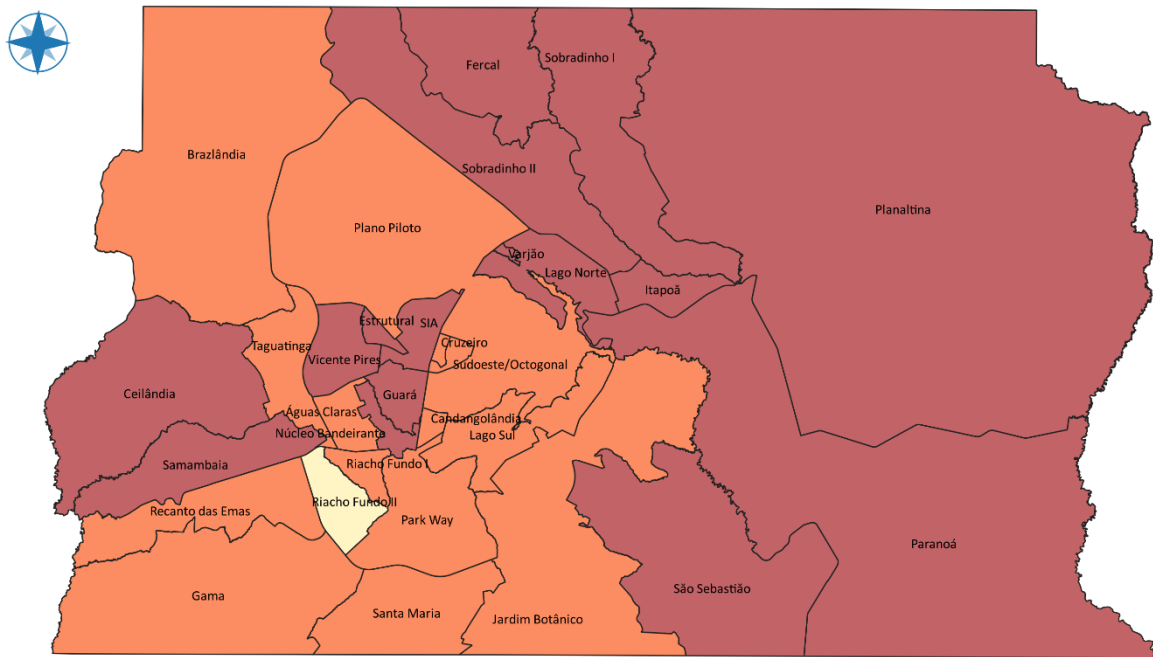 Fercal
Sobradinho I
Brazlândia
Sobradinho II
Planaltina
Plano Piloto
Varjão
Lago Norte
Itapoã
Estrutural
SIA
Cruzeiro
Taguatinga
Vicente Pires
Sudoeste/Octogonal
Ceilândia
Guará
Águas Claras
Candangolândia
Núcleo Bandeirante
Lago Sul
Samambaia
Riacho Fundo I
Riacho Fundo II
Recanto das Emas
Park Way
Paranoá
São Sebastião
Gama
Santa Maria
Jardim Botânico